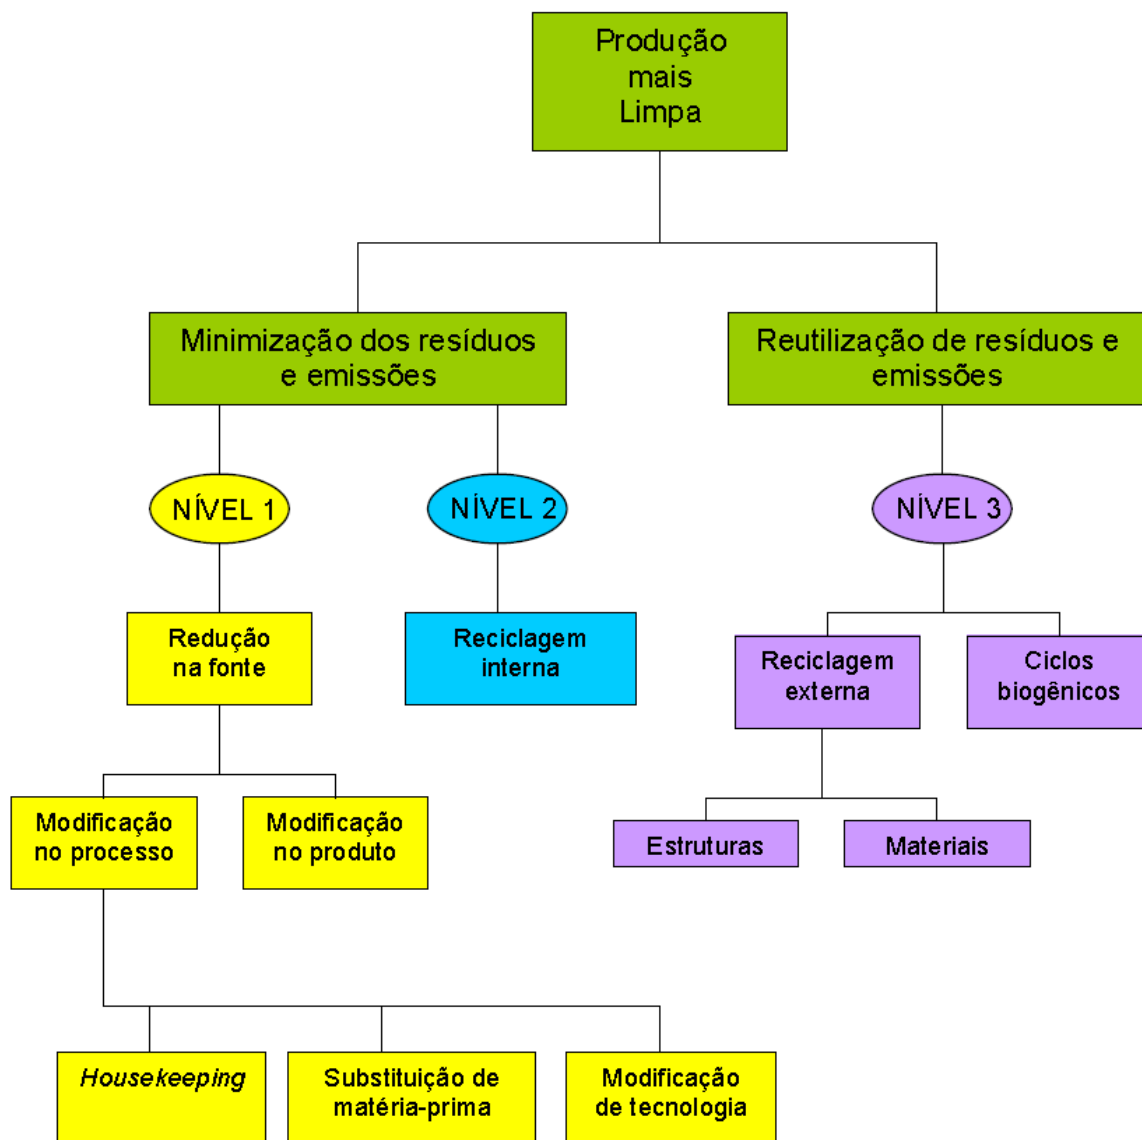 Produção
mais
Limpa
Minimização dos resíduos
e emissões
Reutilização de resíduos e
emissões
NÍVEL 1
NÍVEL 2
NÍVEL 3
Redução
na fonte
Reciclagem
interna
Reciclagem
externa
Ciclos
biogênicos
Modificação
no processo
Modificação
no produto
Estruturas
Materiais
Housekeeping
Substituição de
matéria-prima
Modificação
de tecnologia